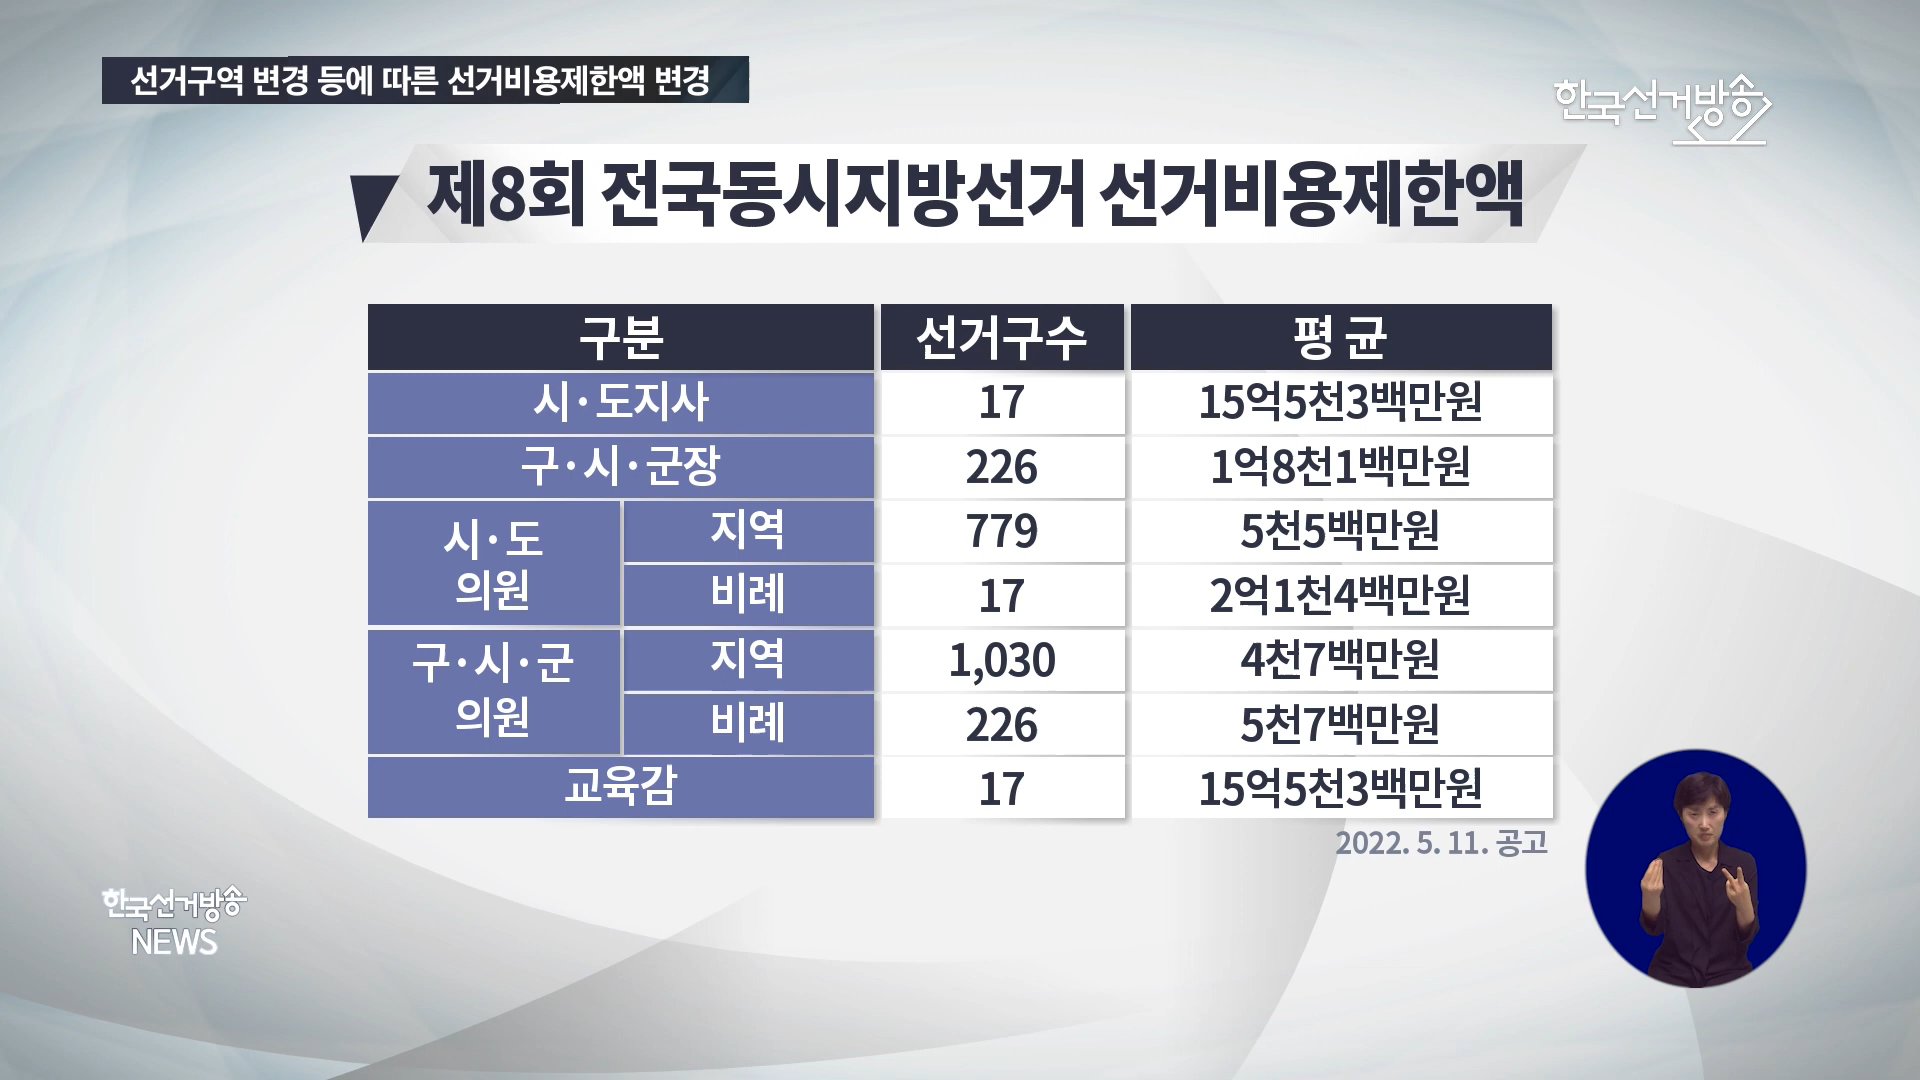 선거구역 변경 등에 따른 선거비용제한액 변경
한국선거방송
제8회 전국동시지방선거 선거비용제한액
구분 선거구수 평 균
시·도지사 17 15억5천3백만원
구·시·군장 226 1억8천1백만원
시·도
의원
지역 779 5천5백만원
비례 17 2억1천4백만원
구·시·군
의원
지역 1,030 4천7백만원
비례 226 5천7백만원
교육감 17 15억5천3백만원
2022. 5. 11. 공고
한국선거방송
NEWS